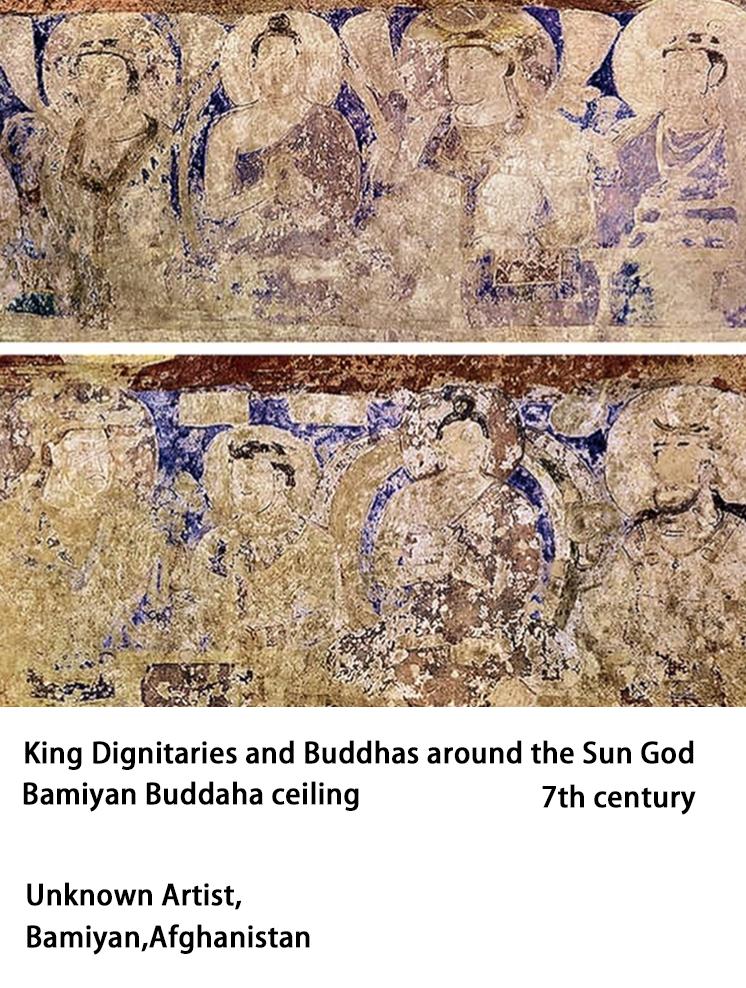 King Dignitaries and Buddhas around the Sun God
Bamiyan Buddaha ceiling 7th century
Unknown Artist,
Bamiyan,Afghanistan